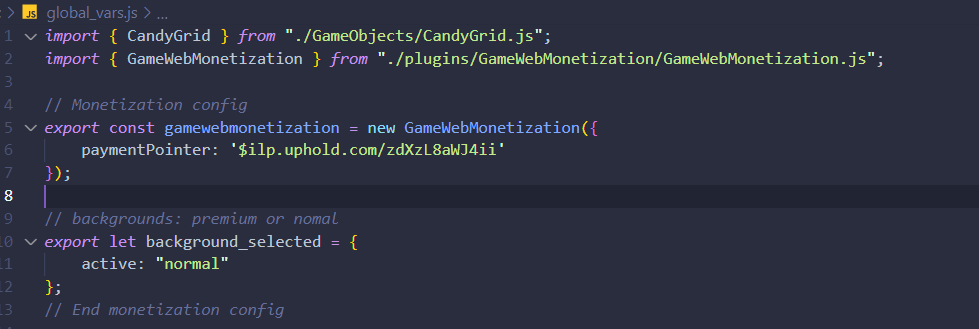 JS global_vars.js > ...
1 import { CandyGrid } from "./GameObjects/CandyGrid.js";
2 import { GameWebMonetization } from "./plugins/GameWebMonetization/GameWebMonetization.js";
3
4 // Monetization config
5 export const gamewebmonetization = new GameWebMonetization({
6 paymentPointer: '$ilp.uphold.com/zdXzL8aWJ4ii'
7 });
8
9 // backgrounds: premium or nomal
10 export let background_selected = {
11 active: "normal"
12 };
13 // End monetization config